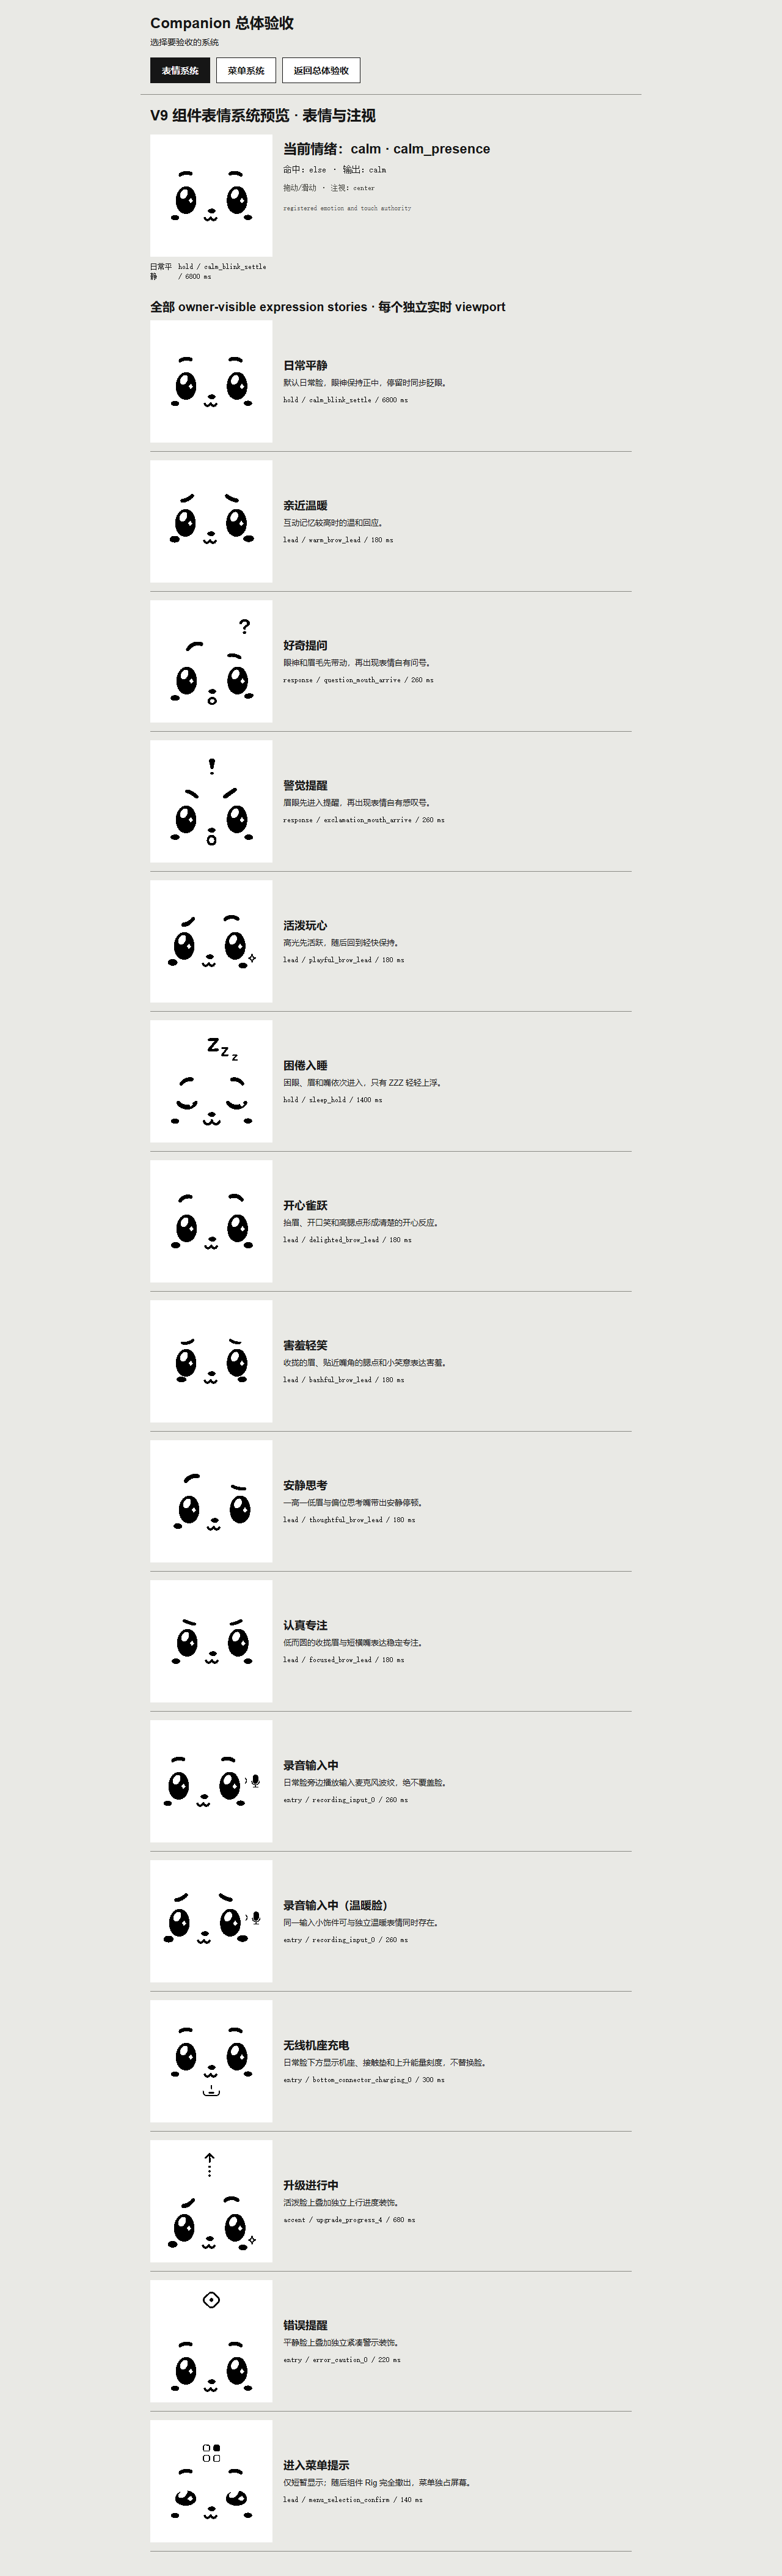 Companion 总体验收
选择要验收的系统
表情系统 菜单系统 返回总体验收
V9 组件表情系统预览 · 表情与注视
当前情绪：calm · calm_presence
命中：else · 输出：calm
拖动/滑动 · 注视：center
registered emotion and touch authority
日常平静 hold / calm_blink_settle / 6800 ms
全部 owner-visible expression stories · 每个独立实时 viewport
日常平静
默认日常脸，眼神保持正中，停留时同步眨眼。
hold / calm_blink_settle / 6800 ms
亲近温暖
互动记忆较高时的温和回应。
lead / warm_brow_lead / 180 ms
?
好奇提问
眼神和眉毛先带动，再出现表情自有问号。
response / question_mouth_arrive / 260 ms
!
警觉提醒
眉眼先进入提醒，再出现表情自有感叹号。
response / exclamation_mouth_arrive / 260 ms
活泼玩心
高光先活跃，随后回到轻快保持。
lead / playful_brow_lead / 180 ms
Z Z Z
困倦入睡
困眼、眉和嘴依次进入，只有 ZZZ 轻轻上浮。
hold / sleep_hold / 1400 ms
开心雀跃
抬眉、开口笑和高腮点形成清楚的开心反应。
lead / delighted_brow_lead / 180 ms
害羞轻笑
收拢的眉、贴近嘴角的腮点和小笑意表达害羞。
lead / bashful_brow_lead / 180 ms
安静思考
一高一低眉与偏位思考嘴带出安静停顿。
lead / thoughtful_brow_lead / 180 ms
认真专注
低而圆的收拢眉与短横嘴表达稳定专注。
lead / focused_brow_lead / 180 ms
录音输入中
日常脸旁边播放输入麦克风波纹，绝不覆盖脸。
entry / recording_input_0 / 260 ms
录音输入中（温暖脸）
同一输入小饰件可与独立温暖表情同时存在。
entry / recording_input_0 / 260 ms
无线机座充电
日常脸下方显示机座、接触垫和上升能量刻度，不替换脸。
entry / bottom_connector_charging_0 / 300 ms
升级进行中
活泼脸上叠加独立上行进度装饰。
accent / upgrade_progress_4 / 680 ms
错误提醒
平静脸上叠加独立紧凑警示装饰。
entry / error_caution_0 / 220 ms
进入菜单提示
仅短暂显示；随后组件 Rig 完全撤出，菜单独占屏幕。
lead / menu_selection_confirm / 140 ms